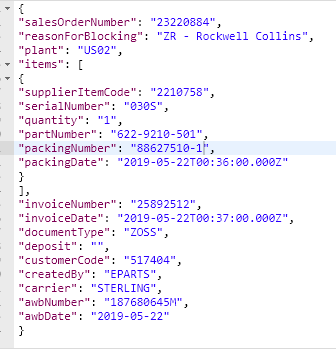 {
"salesOrderNumber": "23220884",
"reasonForBlocking": "ZR - Rockwell Collins",
"plant": "US02",
"items": [
{
"supplierItemCode": "2210758",
"serialNumber": "030S",
"quantity": "1",
"partNumber": "622-9210-501",
"packingNumber": "88627510-1",
"packingDate": "2019-05-22T00:36:00.000Z"
}
],
"invoiceNumber": "25892512",
"invoiceDate": "2019-05-22T00:37:00.000Z",
"documentType": "ZOSS",
"deposit": "",
"customerCode": "517404",
"createdBy": "EPARTS",
"carrier": "STERLING",
"awbNumber": "187680645M",
"awbDate": "2019-05-22"
}